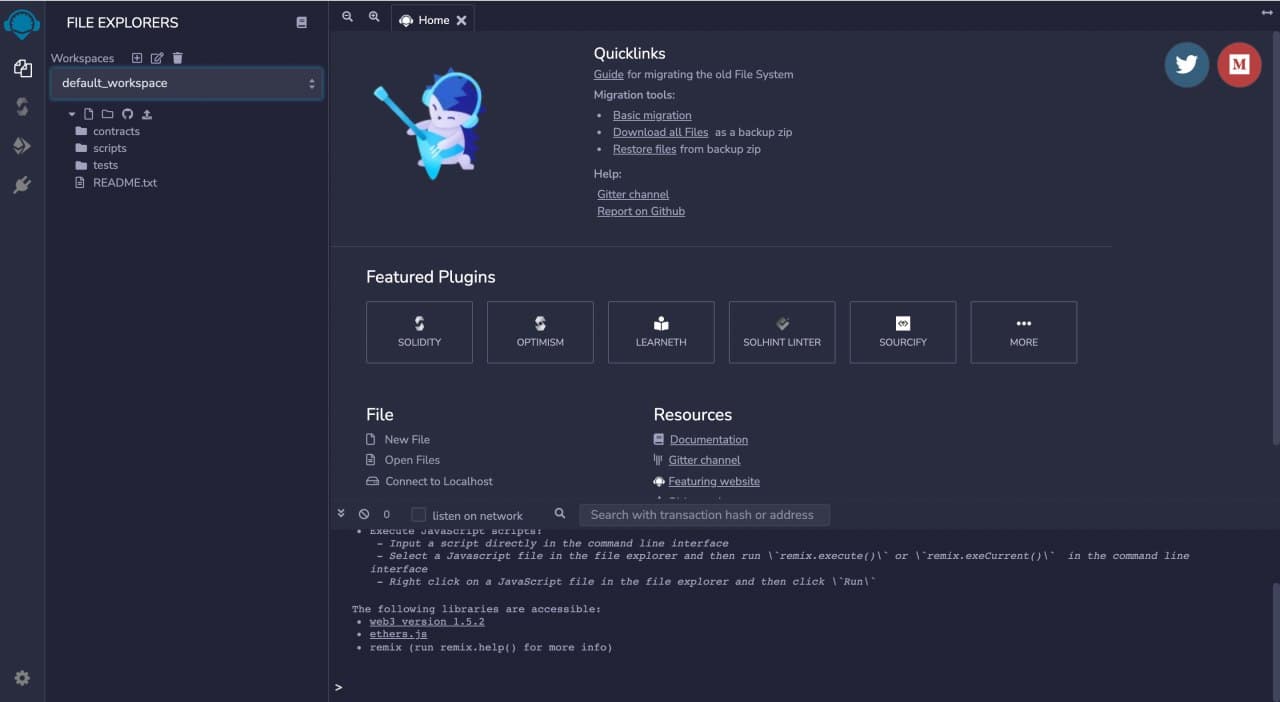 FILE EXPLORERS
Workspaces
default_workspace
contracts
scripts
tests
README.txt
Home
Quicklinks
Guide for migrating the old File System
Migration tools:
• Basic migration
• Download all Files as a backup zip
• Restore files from backup zip
Help:
Gitter channel
Report on Github
M
Featured Plugins
SOLIDITY
OPTIMISM
LEARNETH
SOLHINT LINTER
SOURCIFY
MORE
File
New File
Open Files
Connect to Localhost
Resources
Documentation
Gitter channel
Featuring website
0
listen on network
Search with transaction hash or address
• Execute JavaScript scripts:
– Input a script directly in the command line interface
– Select a Javascript file in the file explorer and then run \`remix.execute()\` or \`remix.exeCurrent()\` in the command line
interface
– Right click on a JavaScript file in the file explorer and then click \`Run\`
The following libraries are accessible:
• web3 version 1.5.2
• ethers.js
• remix (run remix.help() for more info)
>